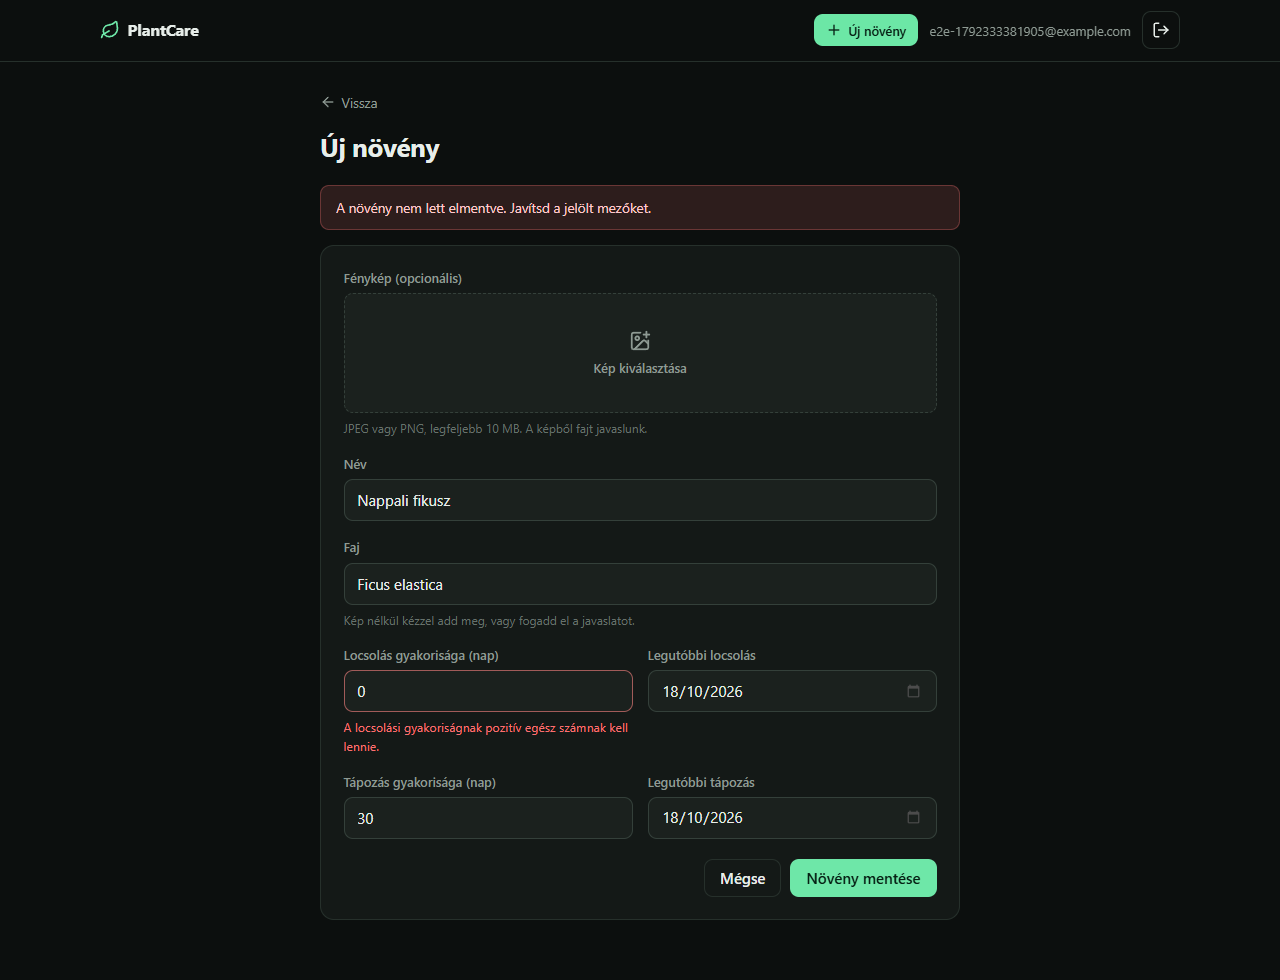 PlantCare
Új növény
e2e-1792333381905@example.com
Vissza
Új növény
A növény nem lett elmentve. Javítsd a jelölt mezőket.
Fénykép (opcionális)
Kép kiválasztása
JPEG vagy PNG, legfeljebb 10 MB. A képből fajt javaslunk.
Név
Nappali fikusz
Faj
Ficus elastica
Kép nélkül kézzel add meg, vagy fogadd el a javaslatot.
Locsolás gyakorisága (nap)
Legutóbbi locsolás
0
18/10/2026
A locsolási gyakoriságnak pozitív egész számnak kell
lennie.
Tápozás gyakorisága (nap)
Legutóbbi tápozás
30
18/10/2026
Mégse
Növény mentése